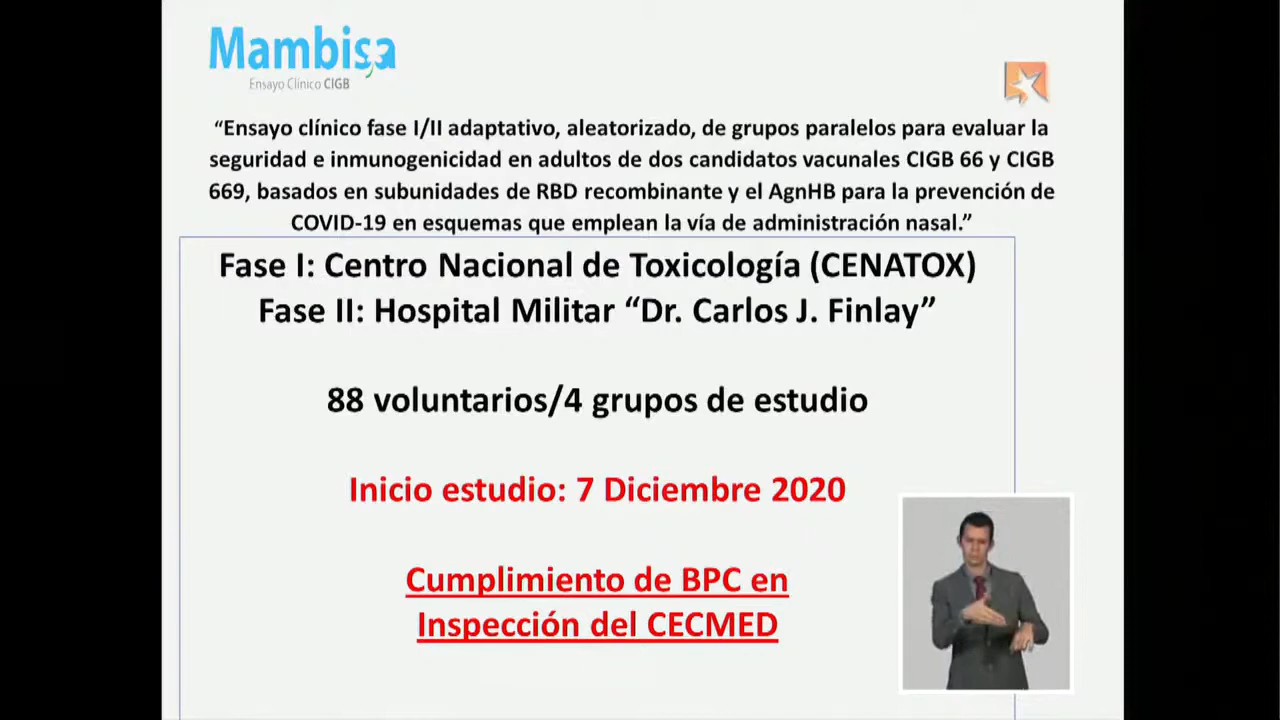 Mambisa
Ensayo Clínico CIGB
“Ensayo clínico fase I/II adaptativo, aleatorizado, de grupos paralelos para evaluar la
seguridad e inmunogenicidad en adultos de dos candidatos vacunales CIGB 66 y CIGB
669, basados en subunidades de RBD recombinante y el AgnHB para la prevención de
COVID-19 en esquemas que emplean la vía de administración nasal.”
Fase I: Centro Nacional de Toxicología (CENATOX)
Fase II: Hospital Militar “Dr. Carlos J. Finlay”
88 voluntarios/4 grupos de estudio
Inicio estudio: 7 Diciembre 2020
Cumplimiento de BPC en
Inspección del CECMED